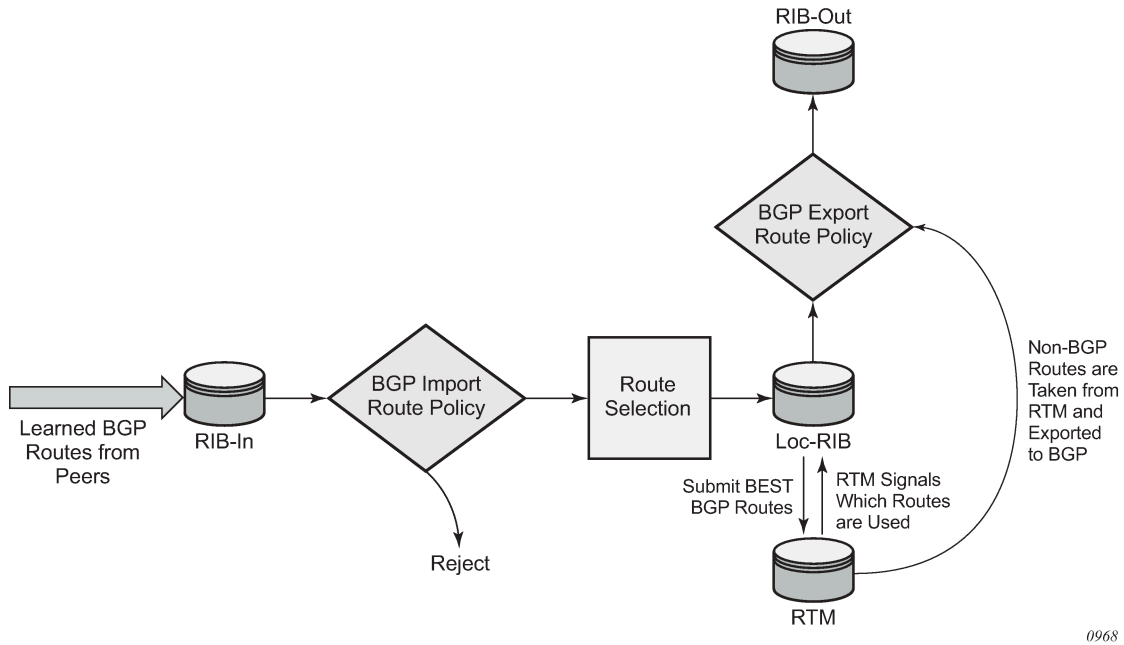 RIB-Out
BGP Export
Route Policy
BGP Import
Route Policy
Route
Selection
Learned BGP
Routes from
Peers
RIB-In
Loc-RIB
Non-BGP
Routes are
Taken from
RTM and
Exported
to BGP
Submit BEST
BGP Routes
RTM Signals
Which Routes
are Used
Reject
RTM
0968